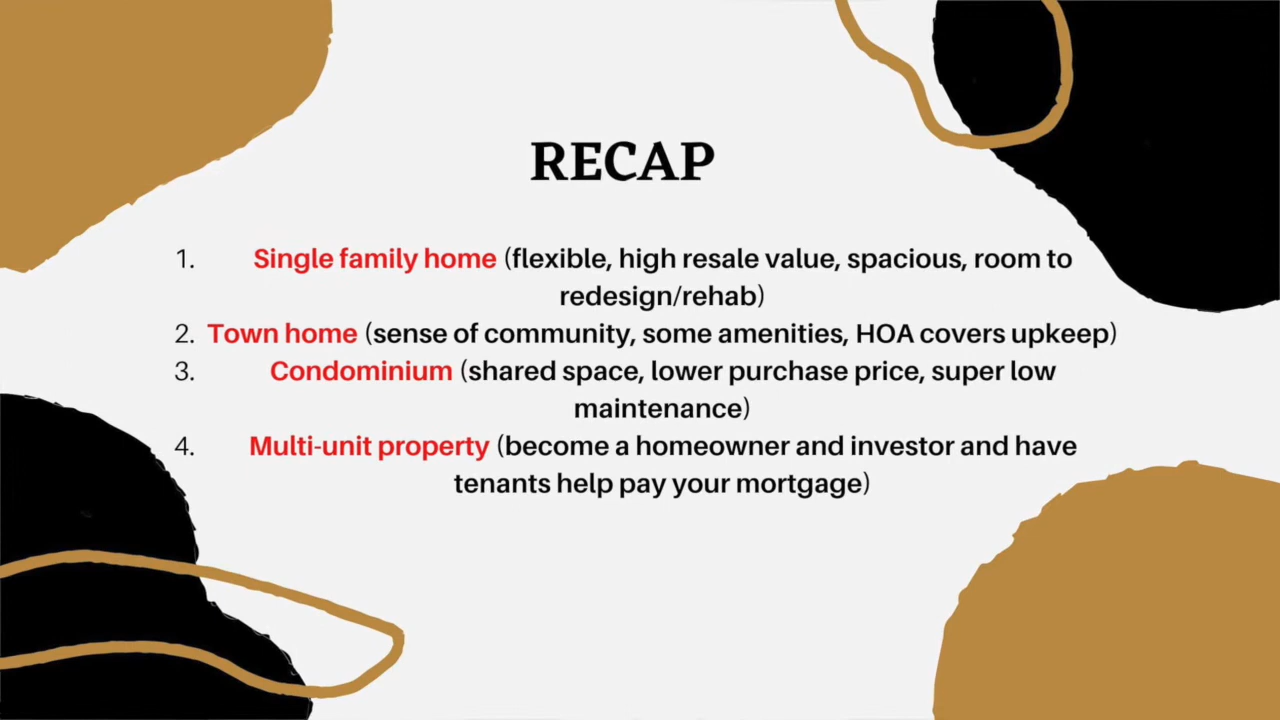 RECAP
1. Single family home (flexible, high resale value, spacious, room to
redesign/rehab)
2. Town home (sense of community, some amenities, HOA covers upkeep)
3. Condominium (shared space, lower purchase price, super low
maintenance)
4. Multi-unit property (become a homeowner and investor and have
tenants help pay your mortgage)